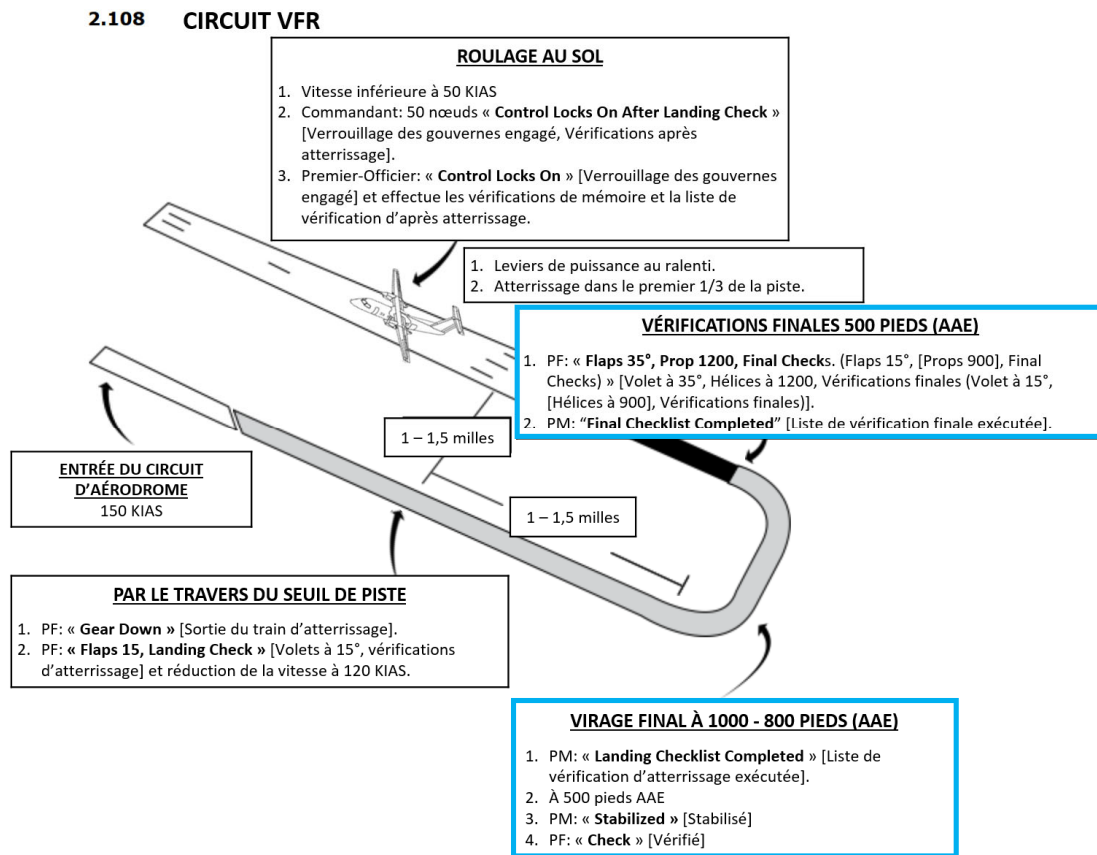 2.108 CIRCUIT VFR
ROULAGE AU SOL
1. Vitesse inférieure à 50 KIAS
2. Commandant: 50 nœuds « Control Locks On After Landing Check »
[Verrouillage des gouvernes engagé, Vérifications après
atterrissage].
3. Premier-Officier: « Control Locks On » [Verrouillage des gouvernes
engagé] et effectue les vérifications de mémoire et la liste de
vérification d’après atterrissage.
1. Leviers de puissance au ralenti.
2. Atterrissage dans le premier 1/3 de la piste.
VÉRIFICATIONS FINALES 500 PIEDS (AAE)
1. PF: « Flaps 35°, Prop 1200, Final Checks. (Flaps 15°, [Props 900], Final
Checks) » [Volet à 35°, Hélices à 1200, Vérifications finales (Volet à 15°,
[Hélices à 900], Vérifications finales)].
2. PM: “Final Checklist Completed” [Liste de vérification finale exécutée].
1 – 1,5 milles
ENTRÉE DU CIRCUIT
D’AÉRODROME
150 KIAS
1 – 1,5 milles
PAR LE TRAVERS DU SEUIL DE PISTE
1. PF: « Gear Down » [Sortie du train d’atterrissage].
2. PF: « Flaps 15, Landing Check » [Volets à 15°, vérifications
d’atterrissage] et réduction de la vitesse à 120 KIAS.
VIRAGE FINAL À 1000 - 800 PIEDS (AAE)
1. PM: « Landing Checklist Completed » [Liste de
vérification d’atterrissage exécutée].
2. À 500 pieds AAE
3. PM: « Stabilized » [Stabilisé]
4. PF: « Check » [Vérifié]